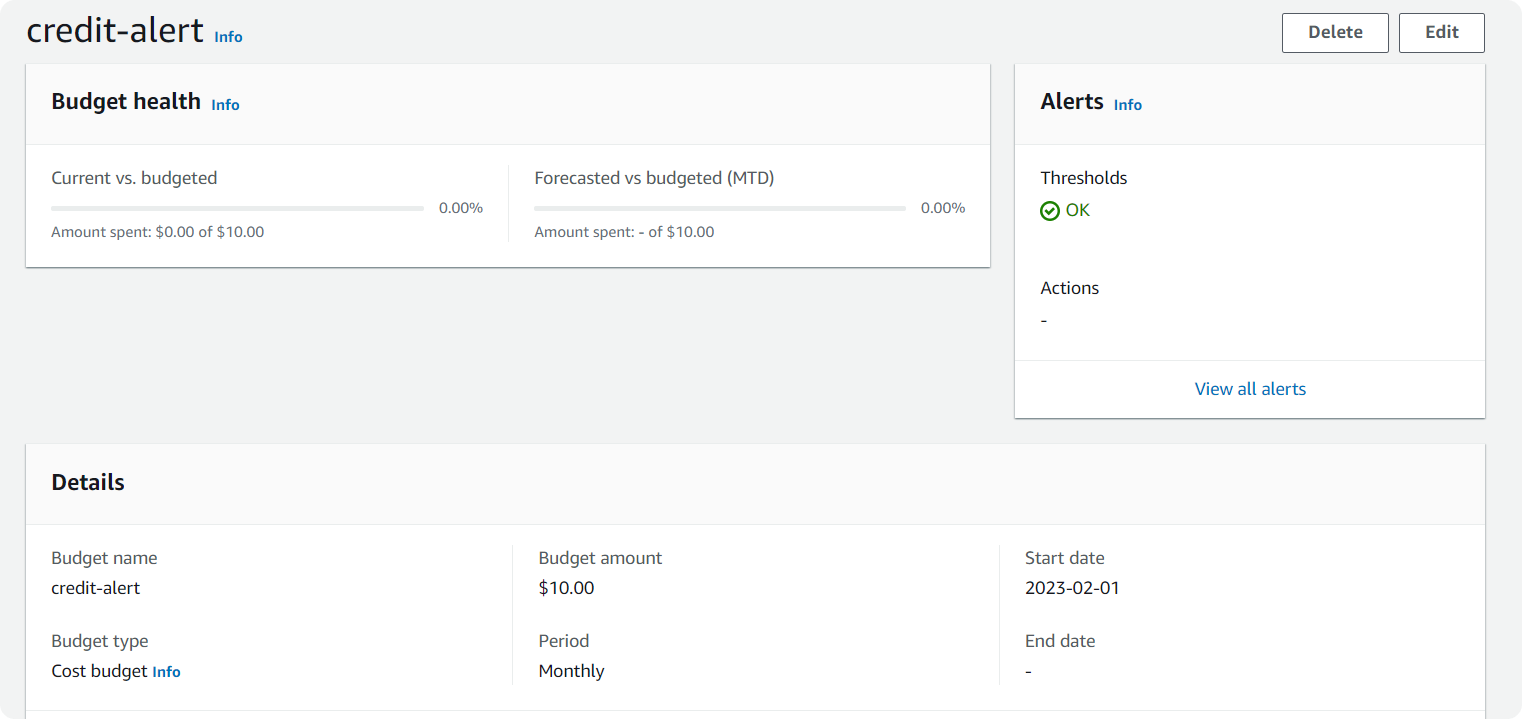 credit-alert Info
Delete
Edit
Budget health Info
Current vs. budgeted
0.00%
Amount spent: $0.00 of $10.00
Forecasted vs budgeted (MTD)
0.00%
Amount spent: - of $10.00
Alerts Info
Thresholds
OK
Actions
-
View all alerts
Details
Budget name
credit-alert
Budget type
Cost budget Info
Budget amount
$10.00
Period
Monthly
Start date
2023-02-01
End date
-